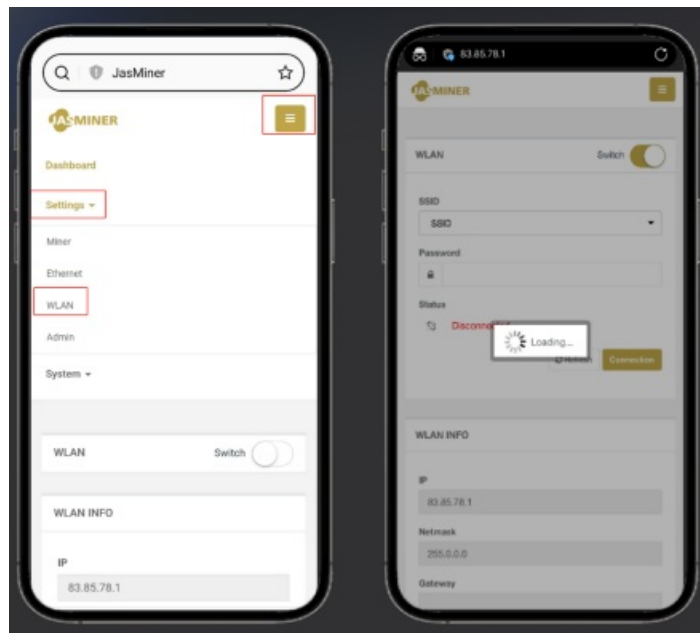 JasMiner
JASMINER
Dashboard
Settings
Miner
Ethernet
WLAN
Admin
System
WLAN
Switch
WLAN INFO
IP
83.85.78.1
83.85.78.1
JASMINER
WLAN
Switch
SSID
SSID
Password
Status
Disconnected
Loading...
Refresh
Connection
WLAN INFO
IP
83.85.78.1
Netmask
255.0.0.0
Gateway